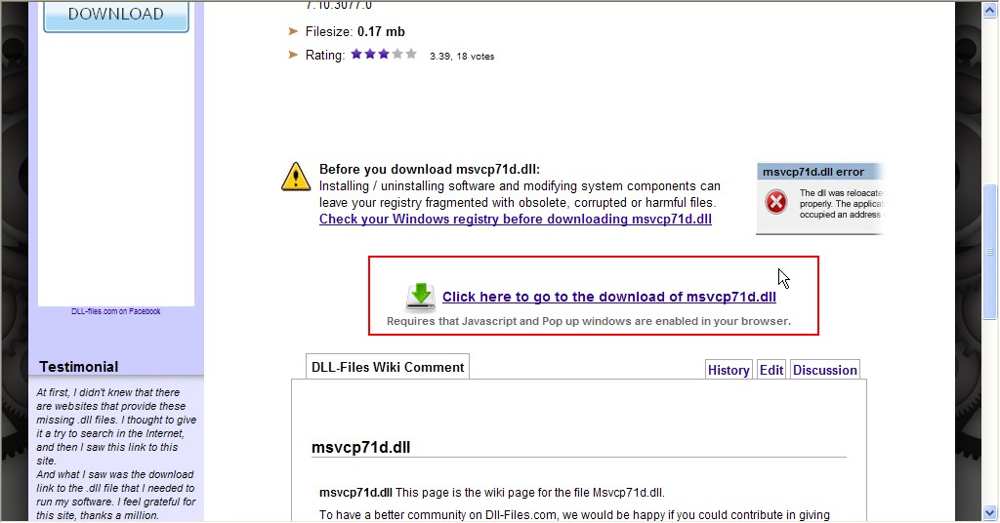 DOWNLOAD
DLL-files.com on Facebook
Testimonial
At first, I didn't knew that there
are websites that provide these
missing .dll files. I thought to give
it a try to search in the Internet,
and then I saw this link to this
site.
And what I saw was the download
link to the .dll file that I needed to
run my software. I feel grateful for
this site, thanks a million.
7.10.3077.0
Filesize: 0.17 mb
Rating: 3.39, 18 votes
Before you download msvcp71d.dll:
Installing / uninstalling software and modifying system components can
leave your registry fragmented with obsolete, corrupted or harmful files.
Check your Windows registry before downloading msvcp71d.dll
msvcp71d.dll error
The dll was reloacate
properly. The applica
occupied an address
Click here to go to the download of msvcp71d.dll
Requires that Javascript and Pop up windows are enabled in your browser.
DLL-Files Wiki Comment
History Edit Discussion
msvcp71d.dll
msvcp71d.dll This page is the wiki page for the file Msvcp71d.dll.
To have a better community on Dll-Files.com, we would be happy if you could contribute in giving